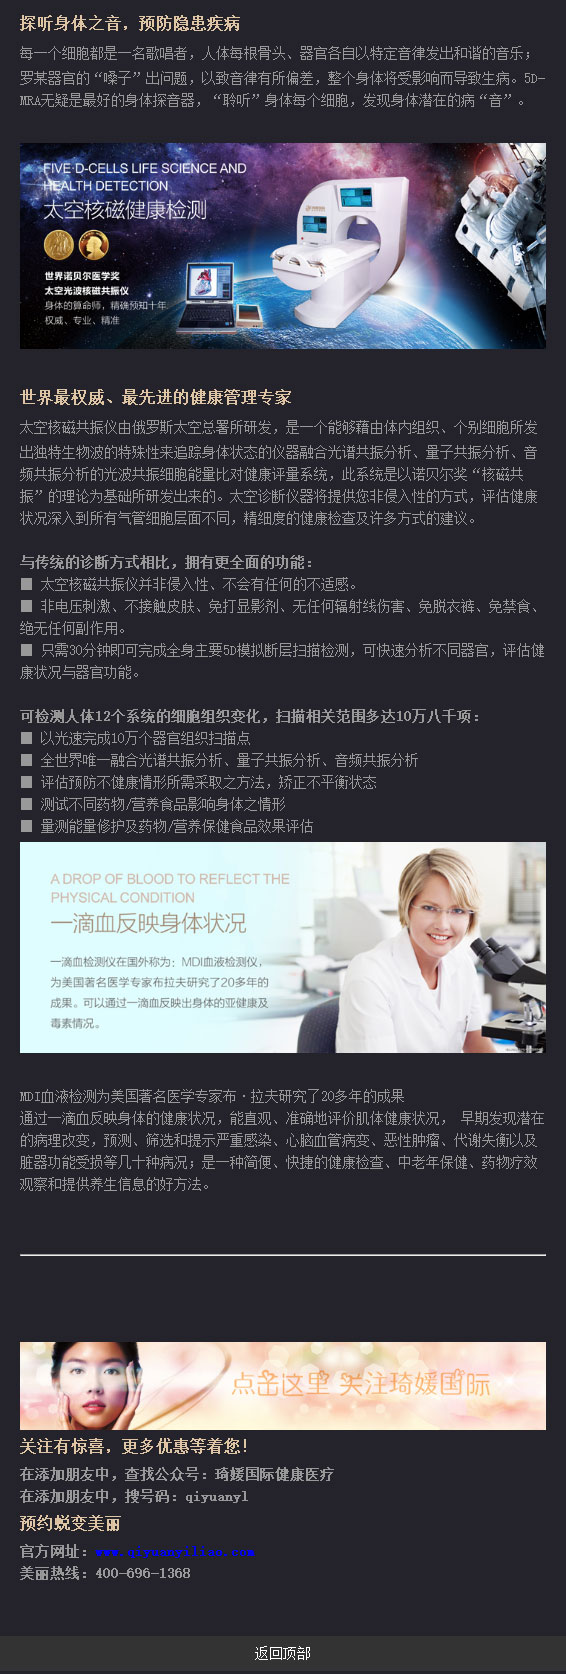 探听身体之音，预防隐患疾病
每一个细胞都是一名歌唱者，人体每根骨头、器官各自以特定音律发出和谐的音乐；
罗某器官的“嗓子”出问题，以致音律有所偏差，整个身体将受影响而导致生病。5D-
MRA无疑是最好的身体探音器，“聆听”身体每个细胞，发现身体潜在的病“音”。
FIVE·D-CELLS LIFE SCIENCE AND
HEALTH DETECTION
太空核磁健康检测
世界诺贝尔医学奖
太空光波核磁共振仪
身体的算命师，精确预知十年
权威、专业、精准
世界最权威、最先进的健康管理专家
太空核磁共振仪由俄罗斯太空总署所研发，是一个能够藉由体内组织、个别细胞所发
出独特生物波的特殊性来追踪身体状态的仪器融合光谱共振分析、量子共振分析、音
频共振分析的光波共振细胞能量比对健康评量系统，此系统是以诺贝尔奖“核磁共
振”的理论为基础所研发出来的。太空诊断仪器将提供您非侵入性的方式，评估健康
状况深入到所有气管细胞层面不同，精细度的健康检查及许多方式的建议。
与传统的诊断方式相比，拥有更全面的功能：
■ 太空核磁共振仪并非侵入性、不会有任何的不适感。
■ 非电压刺激、不接触皮肤、免打显影剂、无任何辐射线伤害、免脱衣裤、免禁食、
绝无任何副作用。
■ 只需30分钟即可完成全身主要5D模拟断层扫描检测，可快速分析不同器官，评估健
康状况与器官功能。
可检测人体12个系统的细胞组织变化，扫描相关范围多达10万八千项：
■ 以光速完成10万个器官组织扫描点
■ 全世界唯一融合光谱共振分析、量子共振分析、音频共振分析
■ 评估预防不健康情形所需采取之方法，矫正不平衡状态
■ 测试不同药物/营养食品影响身体之情形
■ 量测能量修护及药物/营养保健食品效果评估
A DROP OF BLOOD TO REFLECT THE
PHYSICAL CONDITION
一滴血反映身体状况
一滴血检测仪在国外称为：MDI血液检测仪，
为美国著名医学专家布拉夫研究了20多年的
成果。可以通过一滴血反映出身体的亚健康及
毒素情况。
MDI血液检测为美国著名医学专家布·拉夫研究了20多年的成果
通过一滴血反映身体的健康状况，能直观、准确地评价肌体健康状况， 早期发现潜在
的病理改变，预测、筛选和提示严重感染、心脑血管病变、恶性肿瘤、代谢失衡以及
脏器功能受损等几十种病况；是一种简便、快捷的健康检查、中老年保健、药物疗效
观察和提供养生信息的好方法。
点击这里 关注琦媛国际
关注有惊喜，更多优惠等着您！
在添加朋友中，查找公众号：琦媛国际健康医疗
在添加朋友中，搜号码：qiyuanyl
预约蜕变美丽
官方网址：www.qiyuanyiliao.com
美丽热线：400-696-1368
返回顶部